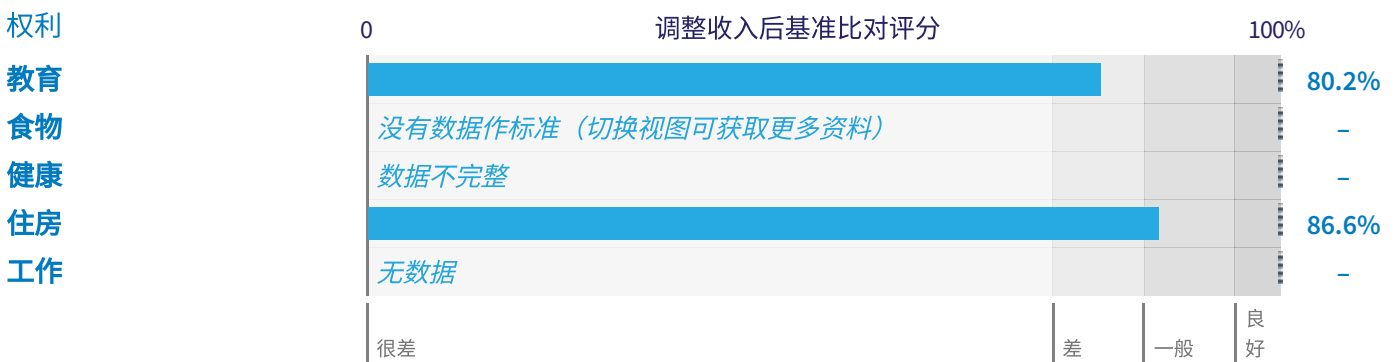 权利 0 调整收入后基准比对评分 100%
教育 80.2%
食物 没有数据作标准（切换视图可获取更多资料） –
健康 数据不完整 –
住房 86.6%
工作 无数据 –
很差 差 一般 良好